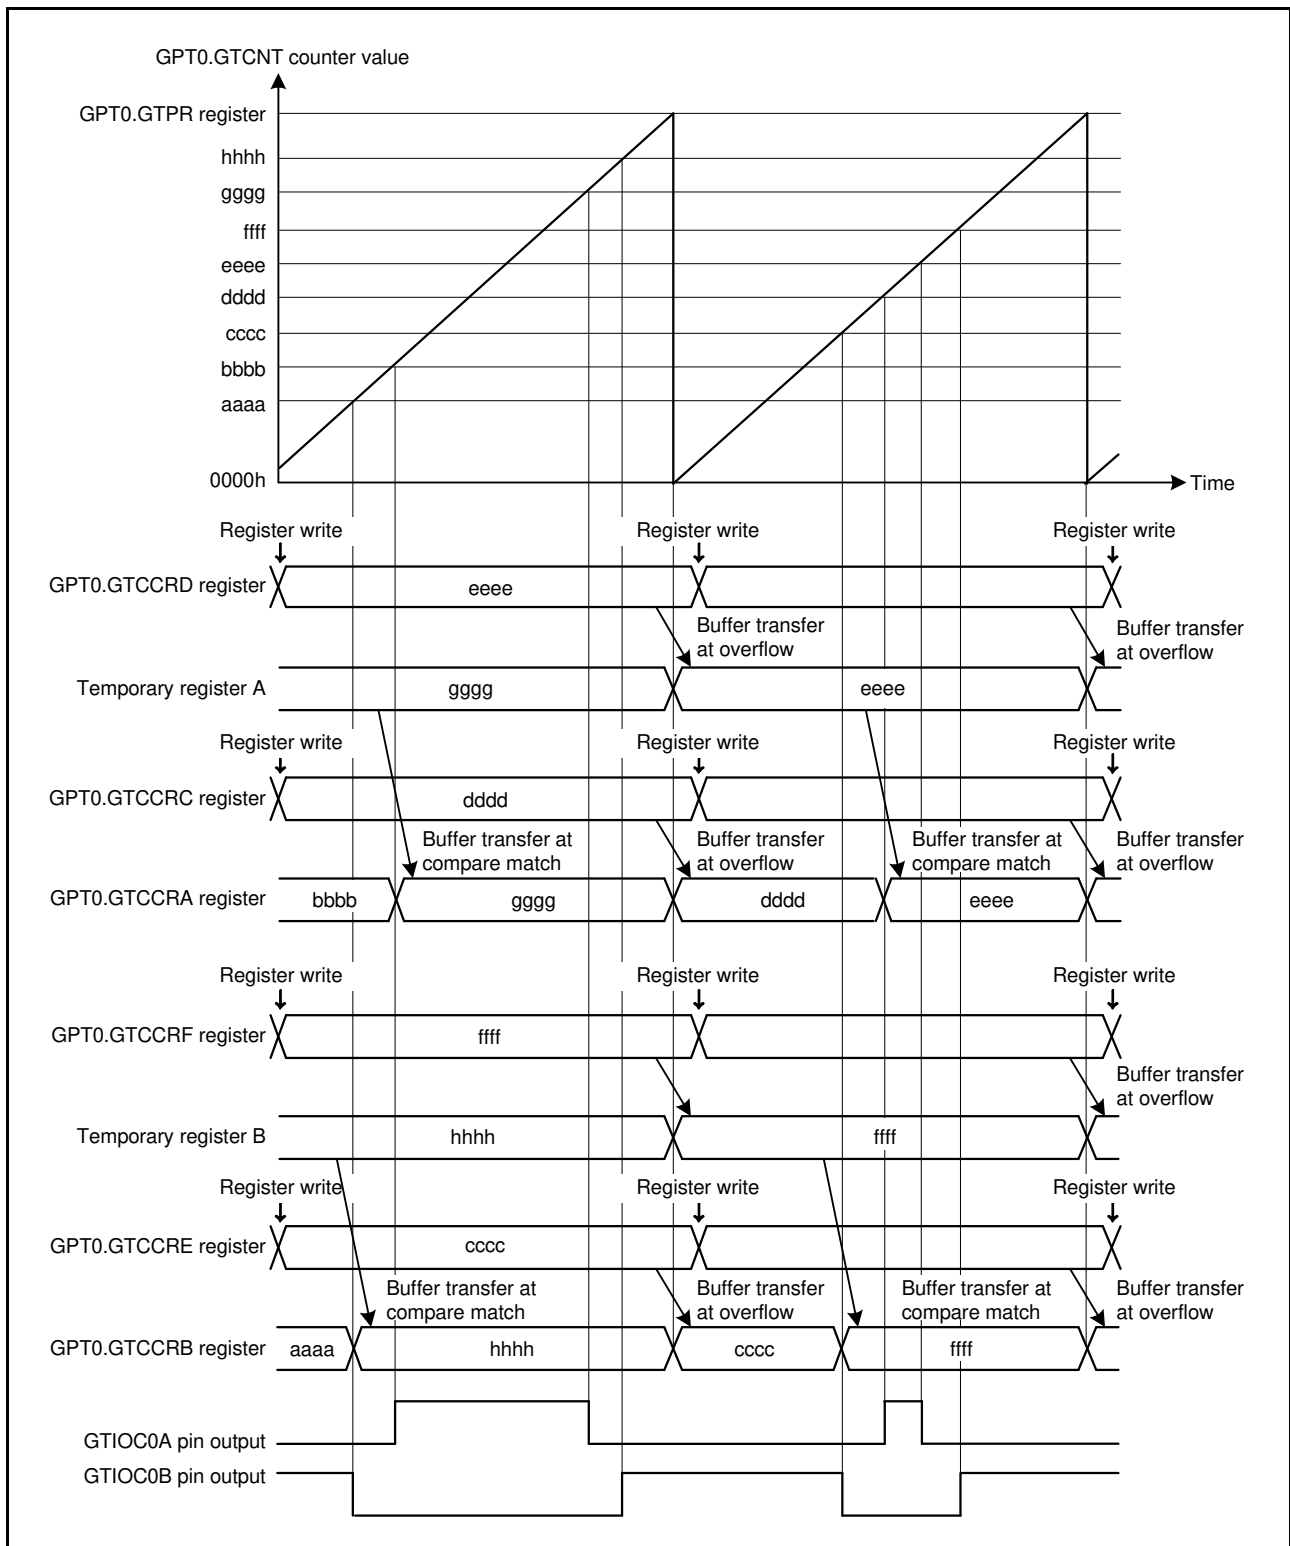 GPT0.GTCNT counter value
GPT0.GTPR register
hhhh
gggg
ffff
eeee
dddd
cccc
bbbb
aaaa
0000h
Time
Register write Register write Register write
GPT0.GTCCRD register eeee
Buffer transfer
at overflow
Buffer transfer
at overflow
Temporary register A gggg eeee
Register write Register write Register write
GPT0.GTCCRC register dddd
Buffer transfer at
compare match
Buffer transfer
at overflow
Buffer transfer at
compare match
Buffer transfer
at overflow
GPT0.GTCCRA register bbbb gggg dddd eeee
Register write Register write Register write
GPT0.GTCCRF register ffff
Buffer transfer
at overflow
Temporary register B hhhh ffff
Register write Register write Register write
GPT0.GTCCRE register cccc
Buffer transfer at
compare match
Buffer transfer
at overflow
Buffer transfer at
compare match
Buffer transfer
at overflow
GPT0.GTCCRB register aaaa hhhh cccc ffff
GTIOC0A pin output
GTIOC0B pin output